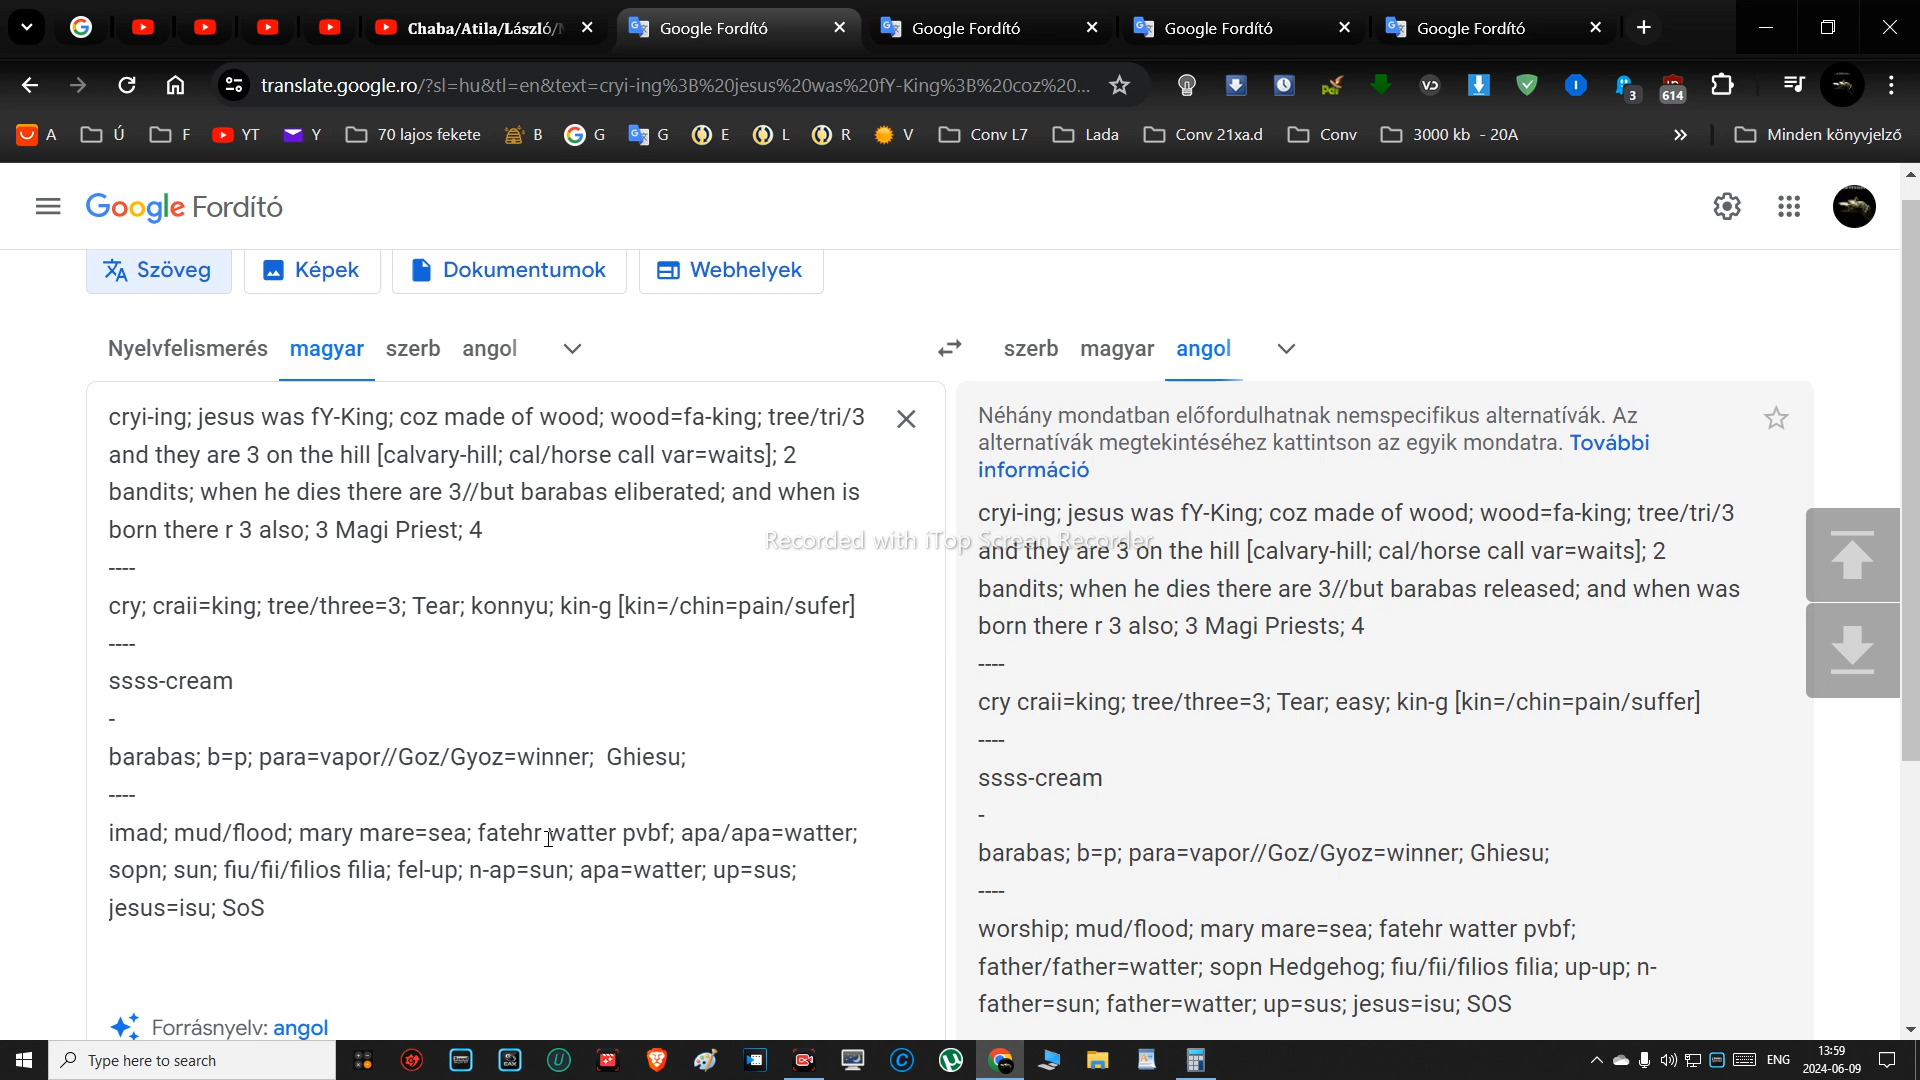 Chaba/Atila/László/
Google Fordító
Google Fordító
Google Fordító
Google Fordító
translate.google.ro/?sl=hu&tl=en&text=cryi-ing%3B%20jesus%20was%20fY-King%3B%20coz%20...
3
614
A
Ú
F
YT
Y
70 lajos fekete
B
G
G
E
L
R
V
Conv L7
Lada
Conv 21xa.d
Conv
3000 kb - 20A
»
Minden könyvjelző
Google Fordító
Szöveg
Képek
Dokumentumok
Webhelyek
Nyelvfelismerés magyar szerb angol
szerb magyar angol
cryi-ing; jesus was fY-King; coz made of wood; wood=fa-king; tree/tri/3
and they are 3 on the hill [calvary-hill; cal/horse call var=waits]; 2
bandits; when he dies there are 3//but barabas eliberated; and when is
born there r 3 also; 3 Magi Priest; 4
----
cry; craii=king; tree/three=3; Tear; konnyu; kin-g [kin=/chin=pain/sufer]
----
ssss-cream
-
barabas; b=p; para=vapor//Goz/Gyoz=winner;  Ghiesu;
----
imad; mud/flood; mary mare=sea; fatehr watter pvbf; apa/apa=watter;
sopn; sun; fiu/fii/filios filia; fel-up; n-ap=sun; apa=watter; up=sus;
jesus=isu; SoS
Forrásnyelv: angol
Néhány mondatban előfordulhatnak nemspecifikus alternatívák. Az
alternatívák megtekintéséhez kattintson az egyik mondatra. További
információ
cryi-ing; jesus was fY-King; coz made of wood; wood=fa-king; tree/tri/3
and they are 3 on the hill [calvary-hill; cal/horse call var=waits]; 2
bandits; when he dies there are 3//but barabas released; and when was
born there r 3 also; 3 Magi Priests; 4
----
cry craii=king; tree/three=3; Tear; easy; kin-g [kin=/chin=pain/suffer]
----
ssss-cream
-
barabas; b=p; para=vapor//Goz/Gyoz=winner; Ghiesu;
----
worship; mud/flood; mary mare=sea; fatehr watter pvbf;
father/father=watter; sopn Hedgehog; fiu/fii/filios filia; up-up; n-
father=sun; father=watter; up=sus; jesus=isu; SOS
Recorded with iTop Screen Recorder
Type here to search
ENG
13:59
2024-06-09